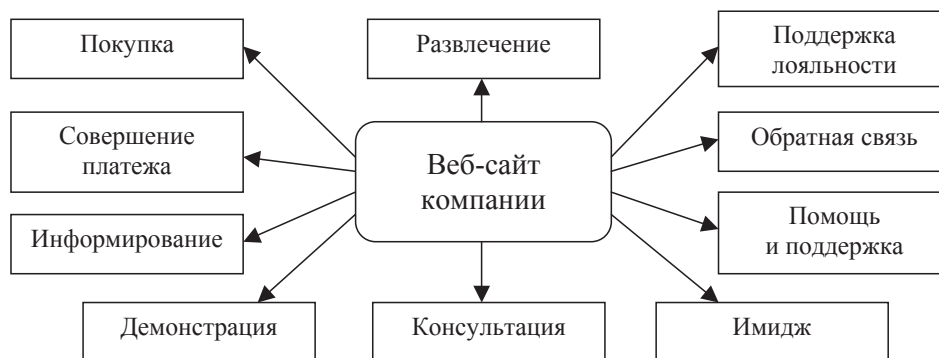 Покупка
Развлечение
Поддержка
лояльности
Совершение
платежа
Веб-сайт
компании
Обратная связь
Информирование
Помощь
и поддержка
Демонстрация
Консультация
Имидж